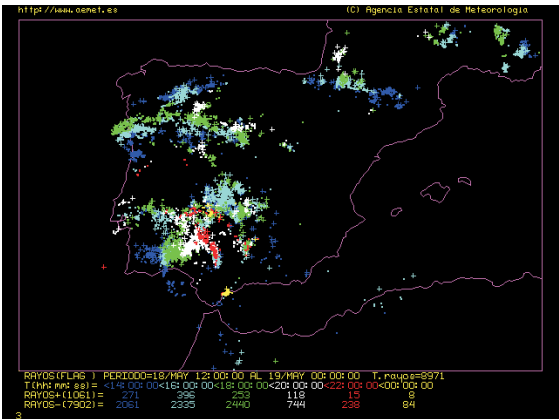 http://www.aemet.es (C) Agencia Estatal de Meteorologia
RAYOS(FLAG ) PERIODO=18/MAY 12:00:00 AL 19/MAY 00:00:00 T.rayos=8971
T(hh:mm:ss)= <14:00:00<16:00:00<18:00:00<20:00:00<22:00:00<00:00:00
RAYOS+(1061)= 271 396 253 118 15 8
RAYOS-(7902)= 2061 2335 2440 744 238 84
3